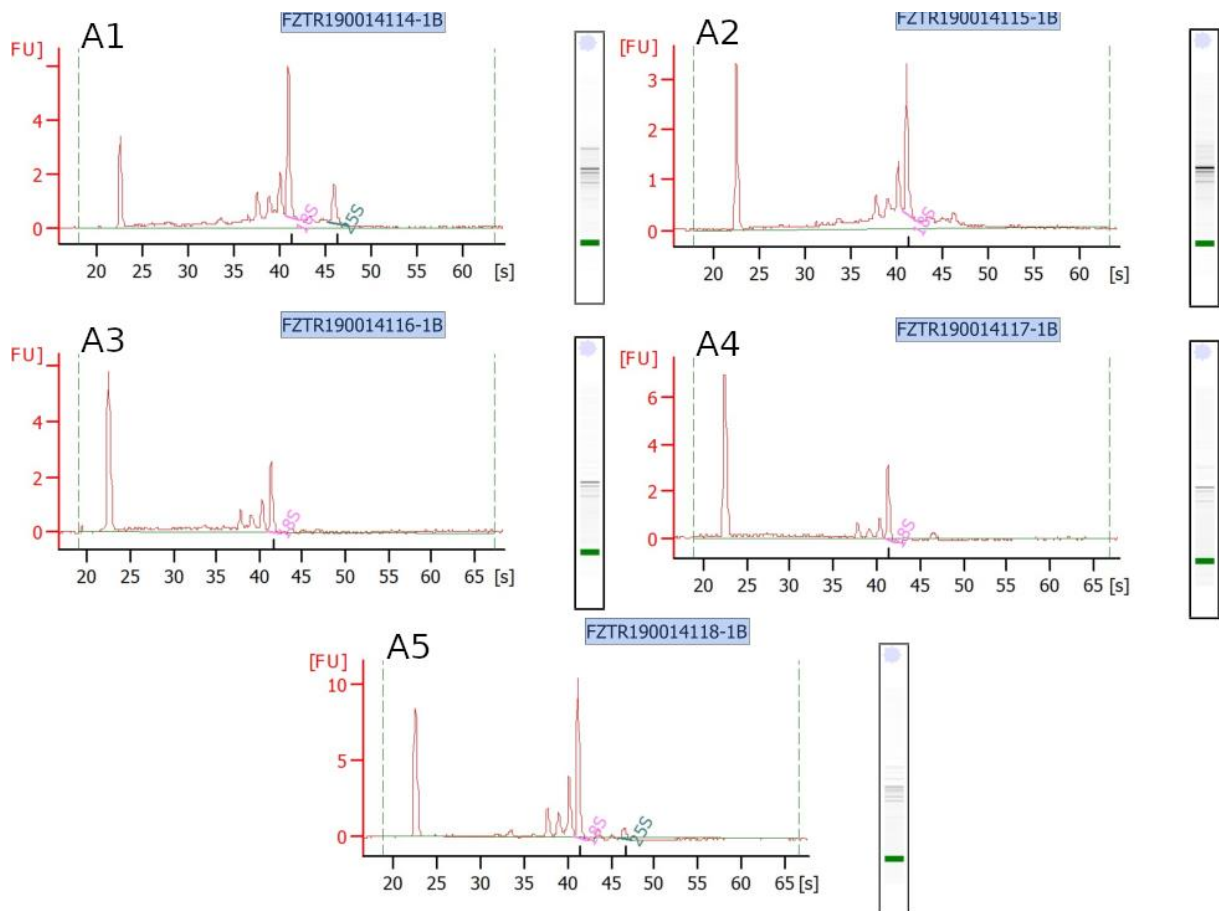 FZTR190014114-1B
A1
FU]
4
2
0
18S
25S
20 25 30 35 40 45 50 55 60 [s]
FZTR190014115-1B
A2
[FU]
3
2
1
0
18S
20 25 30 35 40 45 50 55 60 [s]
FZTR190014116-1B
A3
FU]
4
2
0
18S
20 25 30 35 40 45 50 55 60 65 [s]
FZTR190014117-1B
A4
[FU]
6
4
2
0
18S
20 25 30 35 40 45 50 55 60 65 [s]
FZTR190014118-1B
A5
[FU]
10
5
0
18S
25S
20 25 30 35 40 45 50 55 60 65 [s]